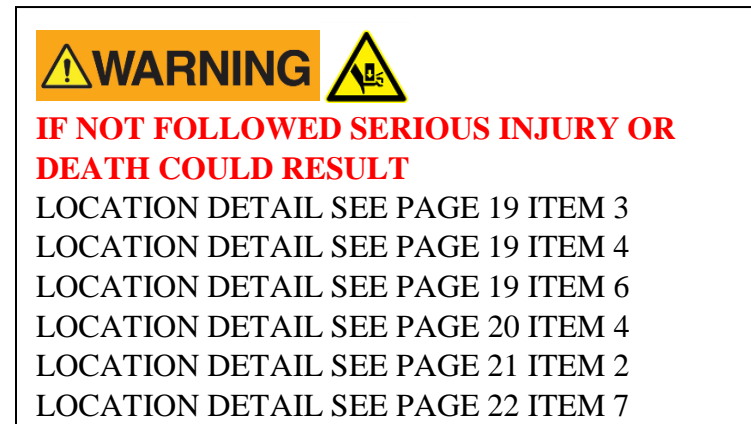 WARNING
IF NOT FOLLOWED SERIOUS INJURY OR
DEATH COULD RESULT
LOCATION DETAIL SEE PAGE 19 ITEM 3
LOCATION DETAIL SEE PAGE 19 ITEM 4
LOCATION DETAIL SEE PAGE 19 ITEM 6
LOCATION DETAIL SEE PAGE 20 ITEM 4
LOCATION DETAIL SEE PAGE 21 ITEM 2
LOCATION DETAIL SEE PAGE 22 ITEM 7